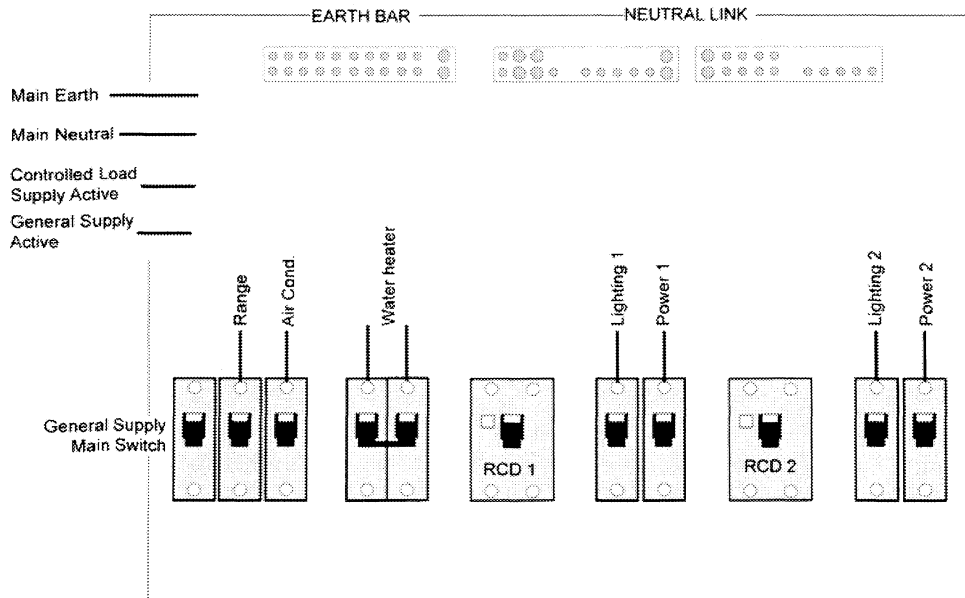 EARTH BAR
NEUTRAL LINK
Main Earth
Main Neutral
Controlled Load
Supply Active
General Supply
Active
Range
Air Cond.
Water heater
Lighting 1
Power 1
Lighting 2
Power 2
General Supply
Main Switch
RCD 1
RCD 2